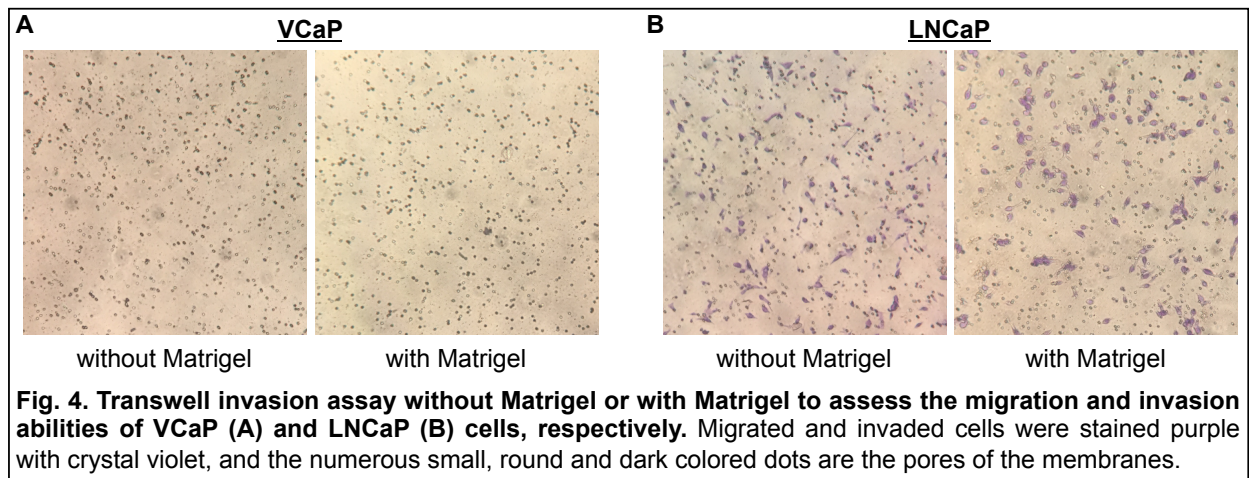 A
VCaP
B
LNCaP
without Matrigel
with Matrigel
without Matrigel
with Matrigel
Fig. 4. Transwell invasion assay without Matrigel or with Matrigel to assess the migration and invasion
abilities of VCaP (A) and LNCaP (B) cells, respectively. Migrated and invaded cells were stained purple
with crystal violet, and the numerous small, round and dark colored dots are the pores of the membranes.